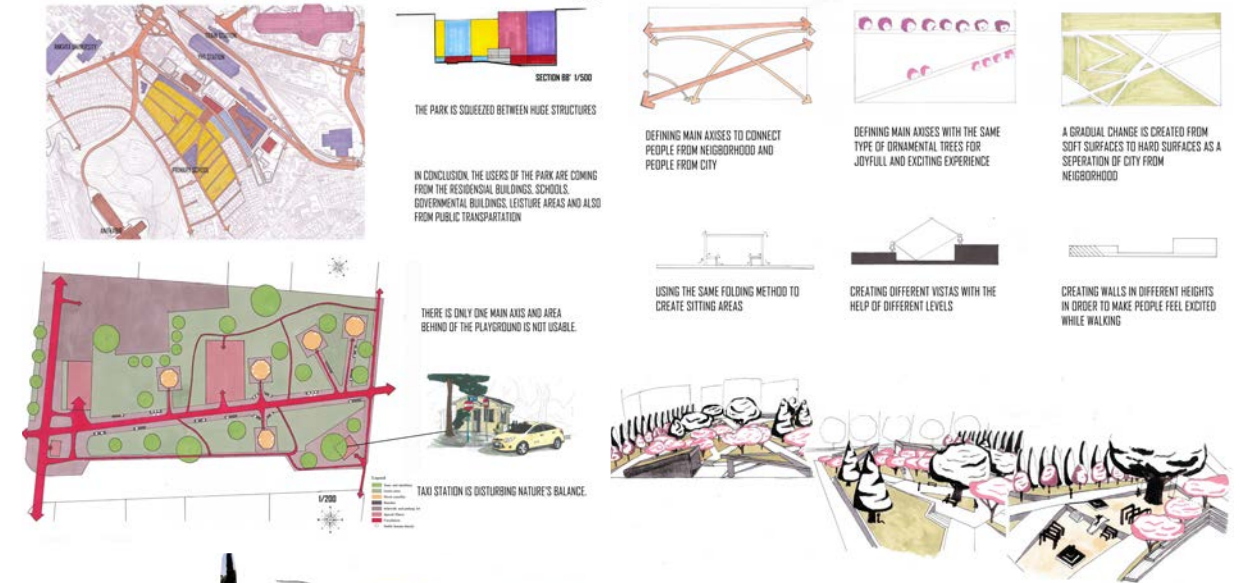 ANKARA UNIVERSITY
TRAIN STATION
PRIMARY SCHOOL
ANITKABIR
SECTION BB' 1/500
THE PARK IS SQUEEZED BETWEEN HUGE STRUCTURES
IN CONCLUSION, THE USERS OF THE PARK ARE COMING
FROM THE RESIDENSIAL BUILDINGS, SCHOOLS,
GOVERNMENTAL BUILDINGS, LEISTURE AREAS AND ALSO
FROM PUBLIC TRANSPARTATION
THERE IS ONLY ONE MAIN AXIS AND AREA
BEHIND OF THE PLAYGROUND IS NOT USABLE.
TAXI STATION IS DISTURBING NATURE'S BALANCE.
1/200
Legend
DEFINING MAIN AXISES TO CONNECT
PEOPLE FROM NEIGBORHOOD AND
PEOPLE FROM CITY
DEFINING MAIN AXISES WITH THE SAME
TYPE OF ORNAMENTAL TREES FOR
JOYFULL AND EXCITING EXPERIENCE
A GRADUAL CHANGE IS CREATED FROM
SOFT SURFACES TO HARD SURFACES AS A
SEPERATION OF CITY FROM
NEIGBORHOOD
USING THE SAME FOLDING METHOD TO
CREATE SITTING AREAS
CREATING DIFFERENT VISTAS WITH THE
HELP OF DIFFERENT LEVELS
CREATING WALLS IN DIFFERENT HEIGHTS
IN ORDER TO MAKE PEOPLE FEEL EXCITED
WHILE WALKING